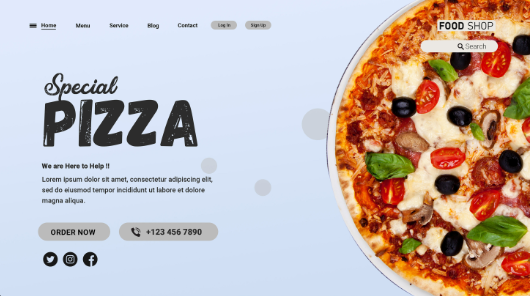 Home Menu Service Blog Contact Log In Sign Up
FOOD SHOP
Search
Special
PIZZA
We are Here to Help !!
Lorem ipsum dolor sit amet, consectetur adipiscing elit,
sed do eiusmod tempor incididunt ut labore et dolore
magna aliqua.
ORDER NOW +123 456 7890